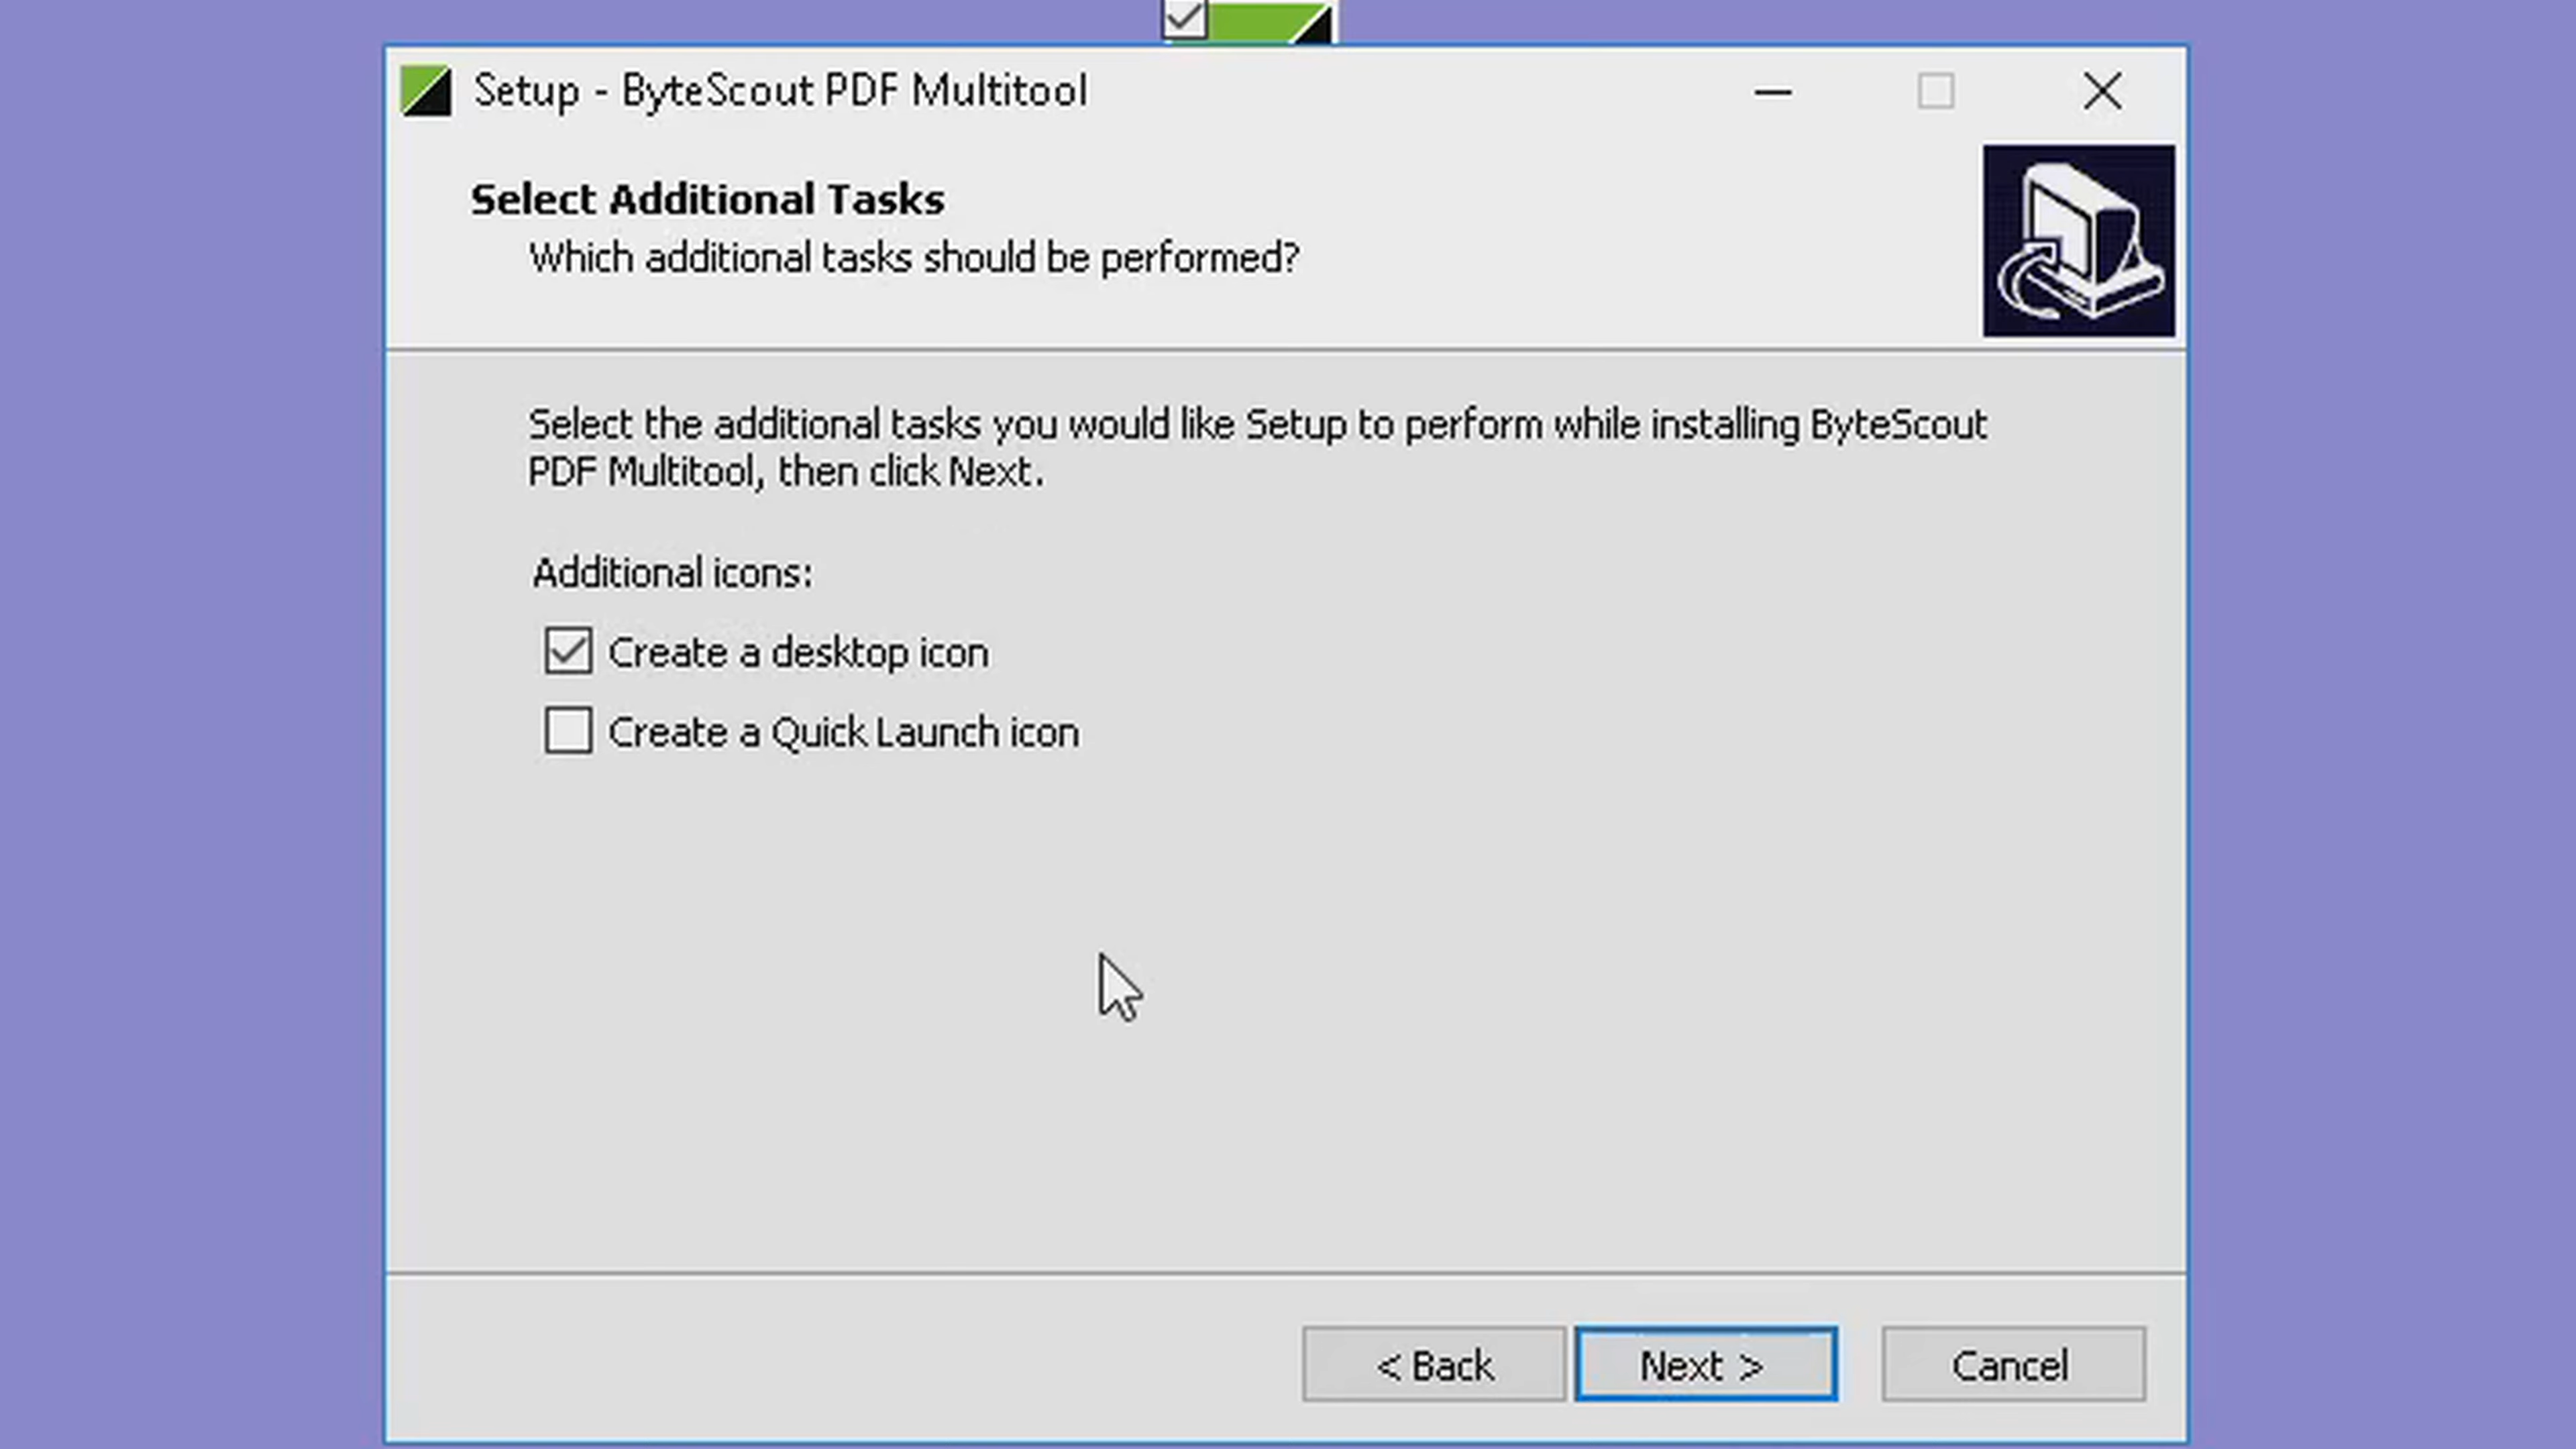 Setup - ByteScout PDF Multitool
Select Additional Tasks
Which additional tasks should be performed?
Select the additional tasks you would like Setup to perform while installing ByteScout
PDF Multitool, then click Next.
Additional icons:
Create a desktop icon
Create a Quick Launch icon
< Back
Next >
Cancel